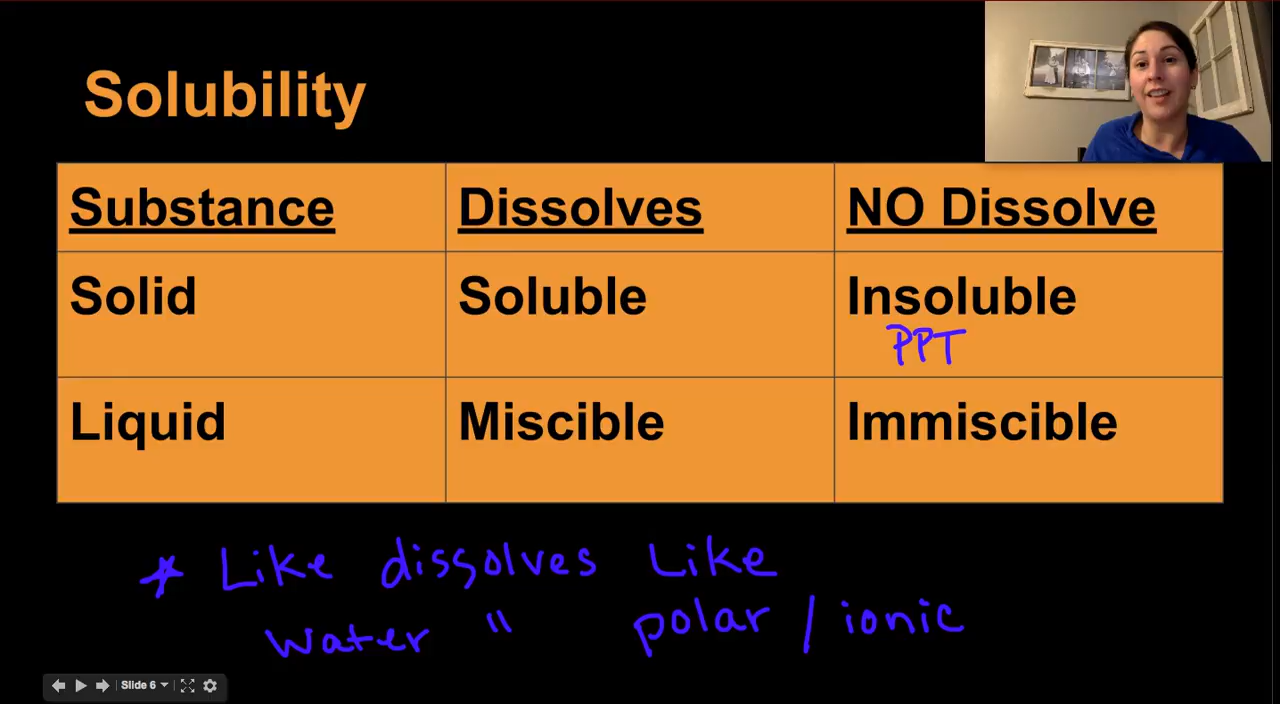 Solubility
Substance Dissolves NO Dissolve
Solid Soluble Insoluble
PPT
Liquid Miscible Immiscible
* Like dissolves Like
water " polar / ionic
Slide 6